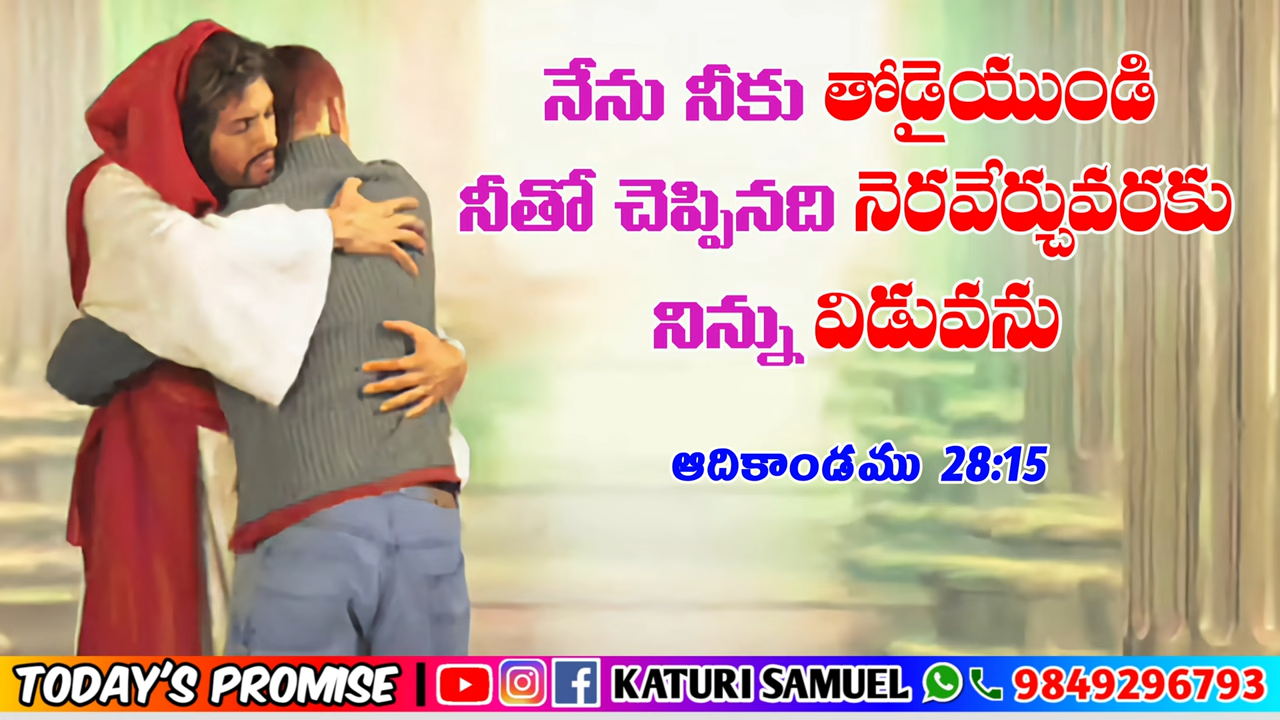 నేను నీకు తోడైయుండి
నీతో చెప్పినది నెరవేర్చువరకు
నిన్ను విడువను
ఆదికాండము 28:15
TODAY'S PROMISE | KATURI SAMUEL 9849296793